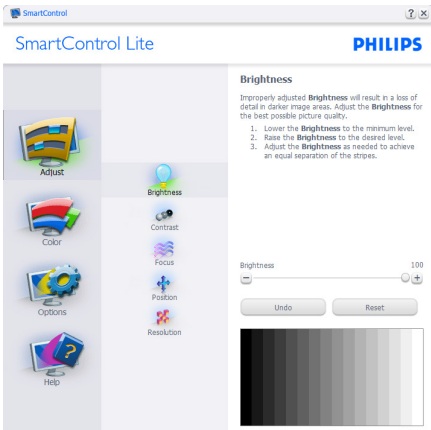 SmartControl
SmartControl Lite
PHILIPS
Adjust
Color
Options
Help
Brightness
Contrast
Focus
Position
Resolution
Brightness
Improperly adjusted Brightness will result in a loss of
detail in darker image areas. Adjust the Brightness for
the best possible picture quality.
1. Lower the Brightness to the minimum level.
2. Raise the Brightness to the desired level.
3. Adjust the Brightness as needed to achieve
an equal separation of the stripes.
Brightness 100
Undo Reset